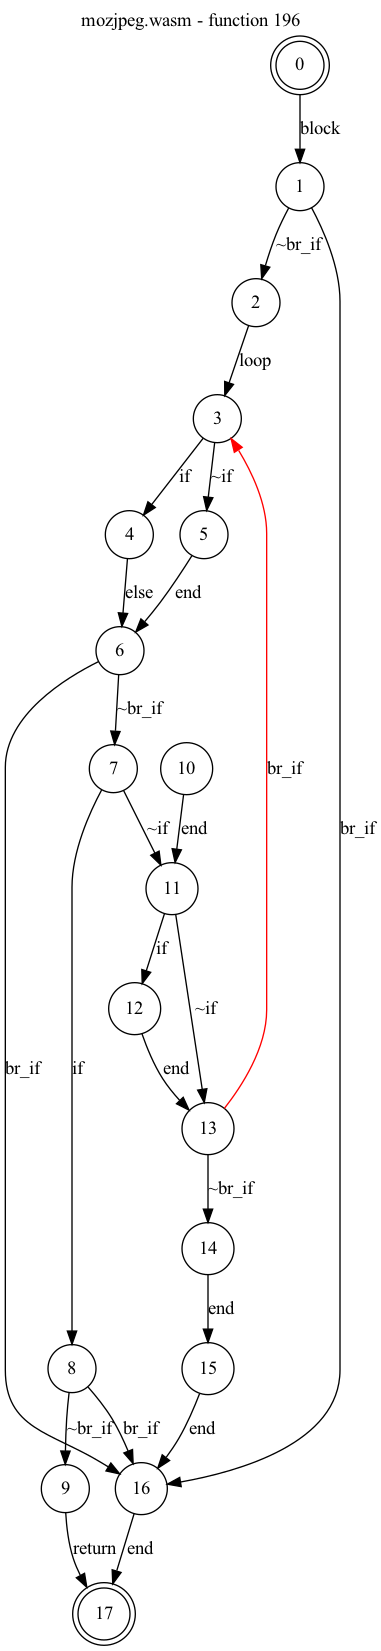 mozjpeg.wasm - function 196
0
block
1
~br_if
2
loop
3
if
~if
4
5
else
end
6
~br_if
7
10
~if
end
br_if
br_if
11
if
~if
12
br_if
if
end
13
~br_if
14
end
8
15
~br_if
br_if
end
9
16
return
end
17